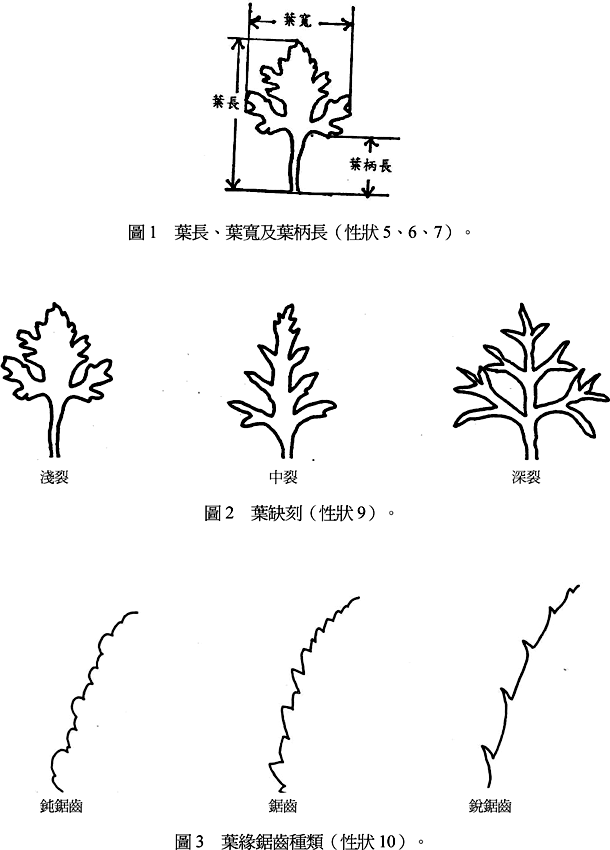 葉寬
葉長
葉柄長
圖1 葉長、葉寬及葉柄長（性狀5、6、7）。
淺裂 中裂 深裂
圖2 葉缺刻（性狀9）。
鈍鋸齒 鋸齒 銳鋸齒
圖3 葉緣鋸齒種類（性狀10）。